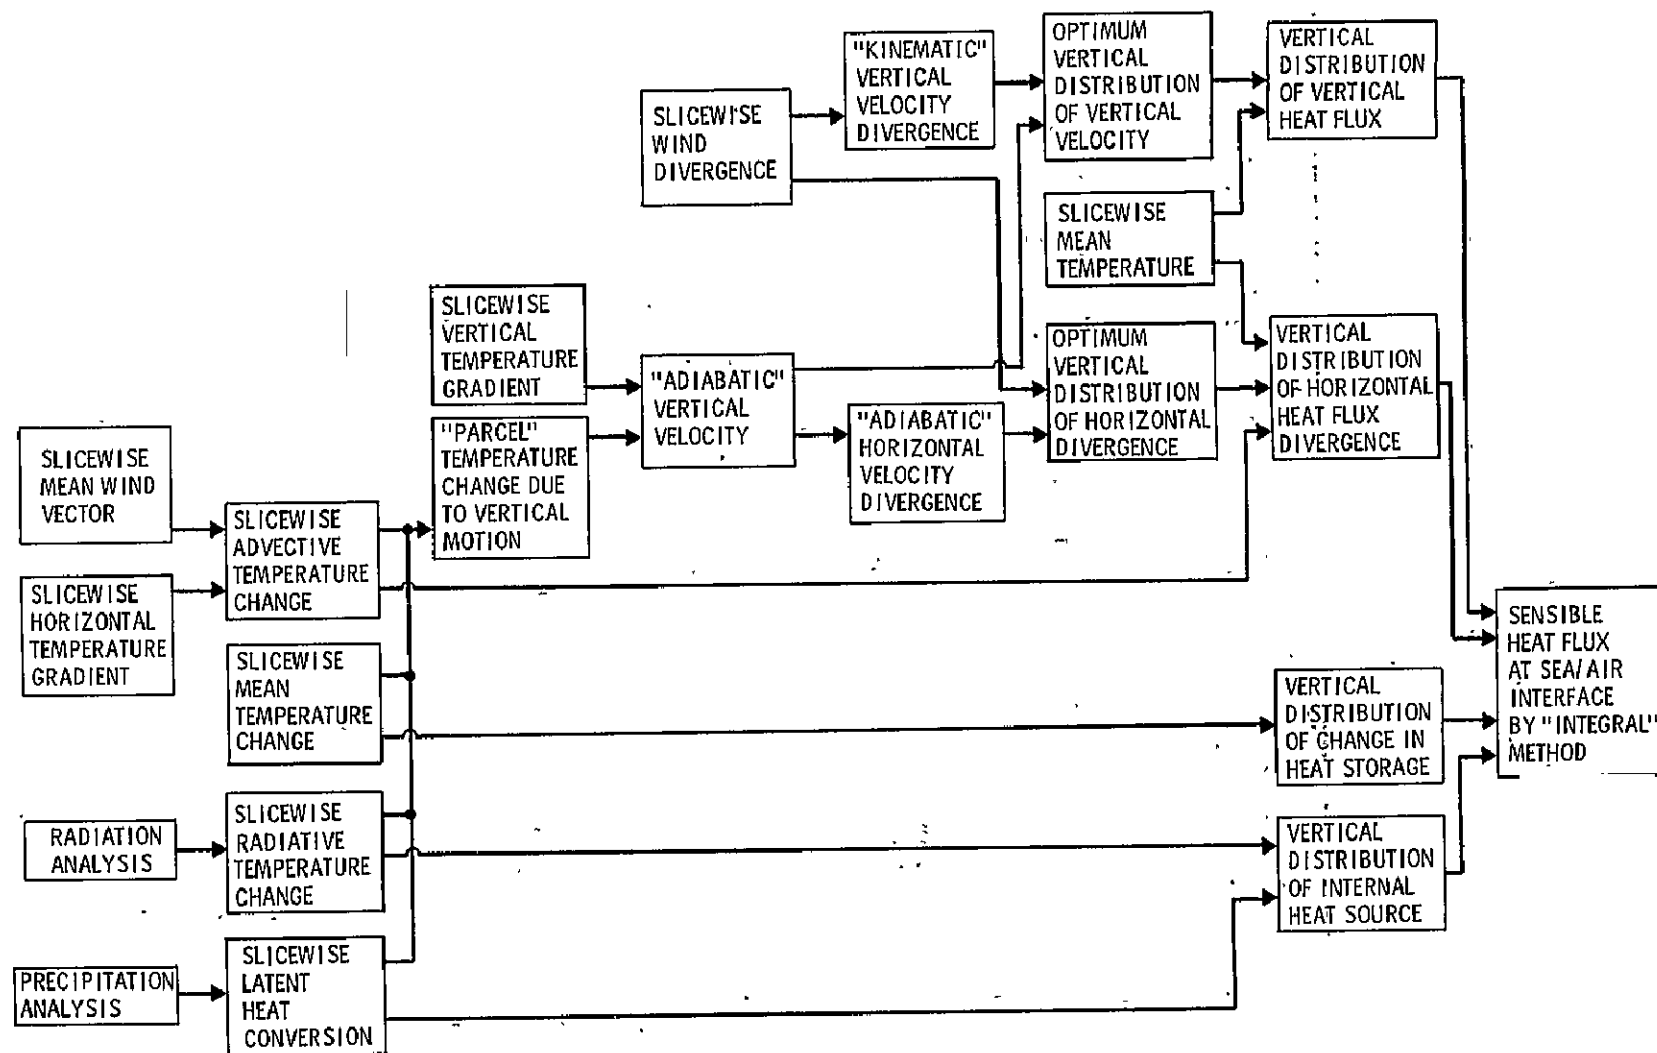 "KINEMATIC"
VERTICAL
VELOCITY
DIVERGENCE
OPTIMUM
VERTICAL
DISTRIBUTION
OF VERTICAL
VELOCITY
VERTICAL
DISTRIBUTION
OF VERTICAL
HEAT FLUX
SLICEWISE
WIND
DIVERGENCE
SLICEWISE
MEAN
TEMPERATURE
SLICEWISE
VERTICAL
TEMPERATURE
GRADIENT
"ADIABATIC"
VERTICAL
VELOCITY
OPTIMUM
VERTICAL
DISTRIBUTION
OF HORIZONTAL
DIVERGENCE
VERTICAL
DISTRIBUTION
OF HORIZONTAL
HEAT FLUX
DIVERGENCE
"PARCEL"
TEMPERATURE
CHANGE DUE
TO VERTICAL
MOTION
"ADIABATIC"
HORIZONTAL
VELOCITY
DIVERGENCE
SLICEWISE
MEAN WIND
VECTOR
SLICEWISE
ADVECTIVE
TEMPERATURE
CHANGE
SLICEWISE
HORIZONTAL
TEMPERATURE
GRADIENT
SLICEWISE
MEAN
TEMPERATURE
CHANGE
VERTICAL
DISTRIBUTION
OF CHANGE IN
HEAT STORAGE
SENSIBLE
HEAT FLUX
AT SEA/AIR
INTERFACE
BY "INTEGRAL"
METHOD
RADIATION
ANALYSIS
SLICEWISE
RADIATIVE
TEMPERATURE
CHANGE
VERTICAL
DISTRIBUTION
OF INTERNAL
HEAT SOURCE
PRECIPITATION
ANALYSIS
SLICEWISE
LATENT
HEAT
CONVERSION